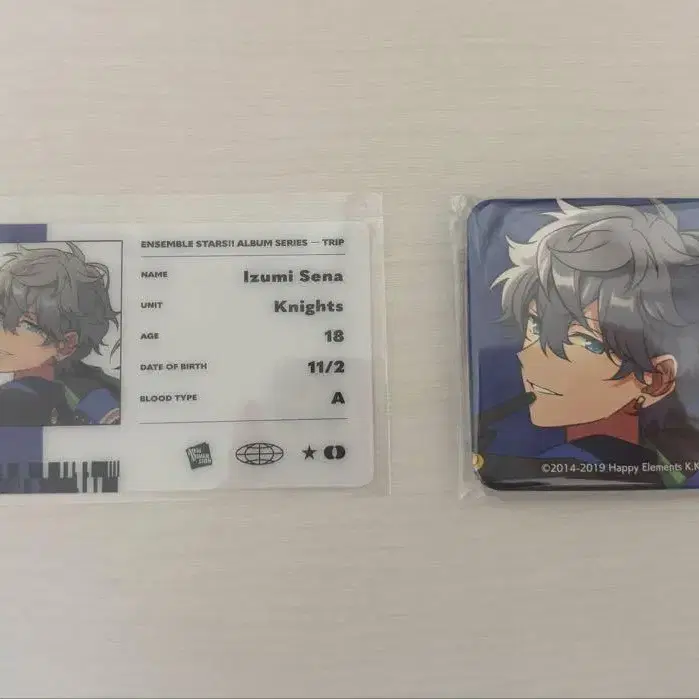 ENSEMBLE STARS!! ALBUM SERIES — TRIP
NAME Izumi Sena
UNIT Knights
AGE 18
DATE OF BIRTH 11/2
BLOOD TYPE A
©2014-2019 Happy Elements K.K